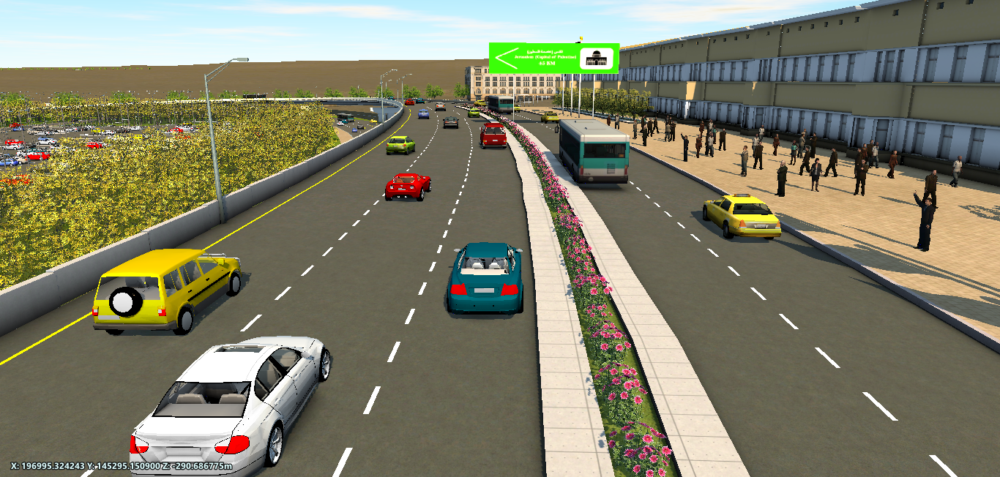 Jerusalem (Capital of Palestine)
45 KM
X: 196995.324243 Y: 145295.150900 Z: -290.686775m